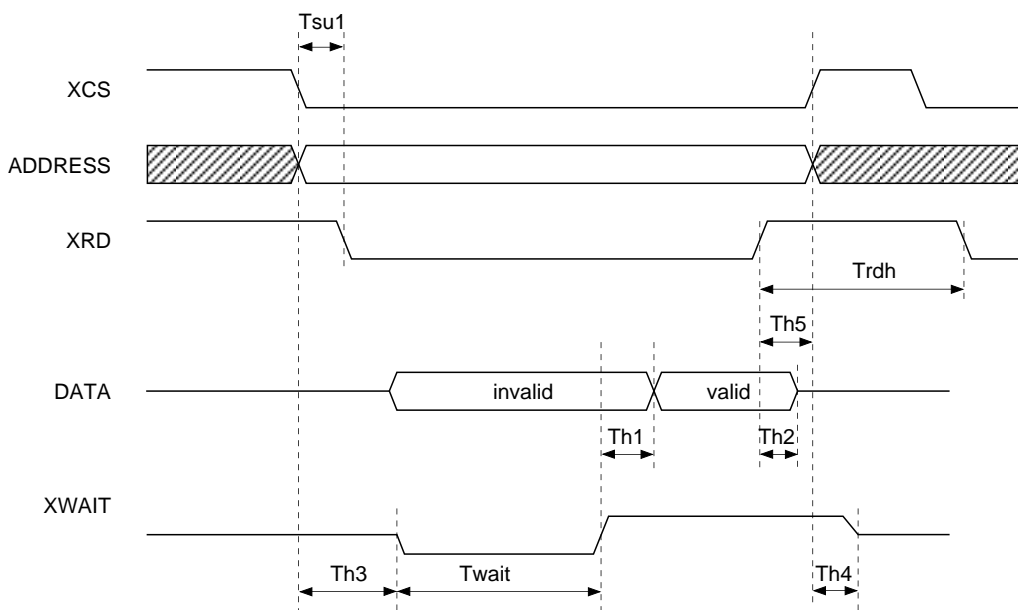 Tsu1
XCS
ADDRESS
XRD
Trdh
Th5
DATA
invalid
valid
Th1
Th2
XWAIT
Th3
Twait
Th4